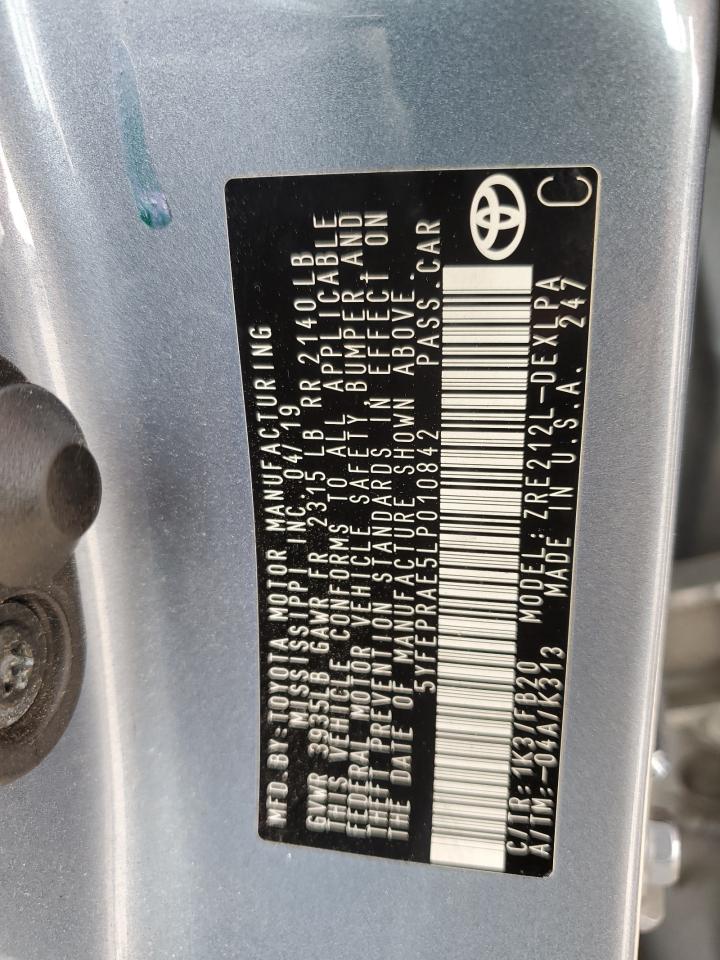 MFD.BY:TOYOTA MOTOR MANUFACTURING
MISSISSIPPI INC. 04/19
GVWR 3935LB GAWR FR 2315 LB RR 2140 LB
THIS VEHICLE CONFORMS TO ALL APPLICABLE
FEDERAL MOTOR VEHICLE SAFETY, BUMPER, AND
THEFT PREVENTION STANDARDS IN EFFECT ON
THE DATE OF MANUFACTURE SHOWN ABOVE.
5YFEPRAE5LP010842 PASS.CAR
C/TR:1K3/FB20 MODEL:ZRE212L-DEXLPA
A/TM:-04A/K313 MADE IN U.S.A. 247
C